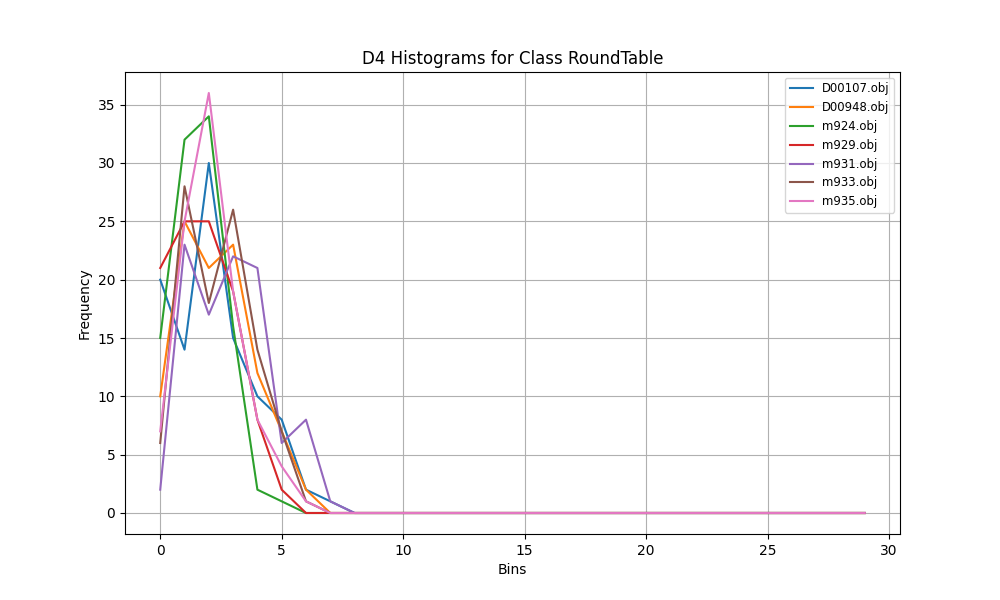 D4 Histograms for Class RoundTable
D00107.obj
D00948.obj
m924.obj
m929.obj
m931.obj
m933.obj
m935.obj
Frequency
35
30
25
20
15
10
5
0
0 5 10 15 20 25 30
Bins